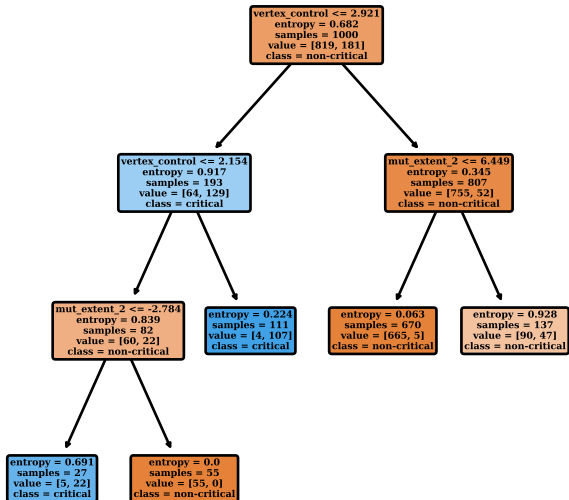 vertex_control <= 2.921
entropy = 0.682
samples = 1000
value = [819, 181]
class = non-critical
vertex_control <= 2.154
entropy = 0.917
samples = 193
value = [64, 129]
class = critical
mut_extent_2 <= 6.449
entropy = 0.345
samples = 807
value = [755, 52]
class = non-critical
mut_extent_2 <= -2.784
entropy = 0.839
samples = 82
value = [60, 22]
class = non-critical
entropy = 0.224
samples = 111
value = [4, 107]
class = critical
entropy = 0.063
samples = 670
value = [665, 5]
class = non-critical
entropy = 0.928
samples = 137
value = [90, 47]
class = non-critical
entropy = 0.691
samples = 27
value = [5, 22]
class = critical
entropy = 0.0
samples = 55
value = [55, 0]
class = non-critical